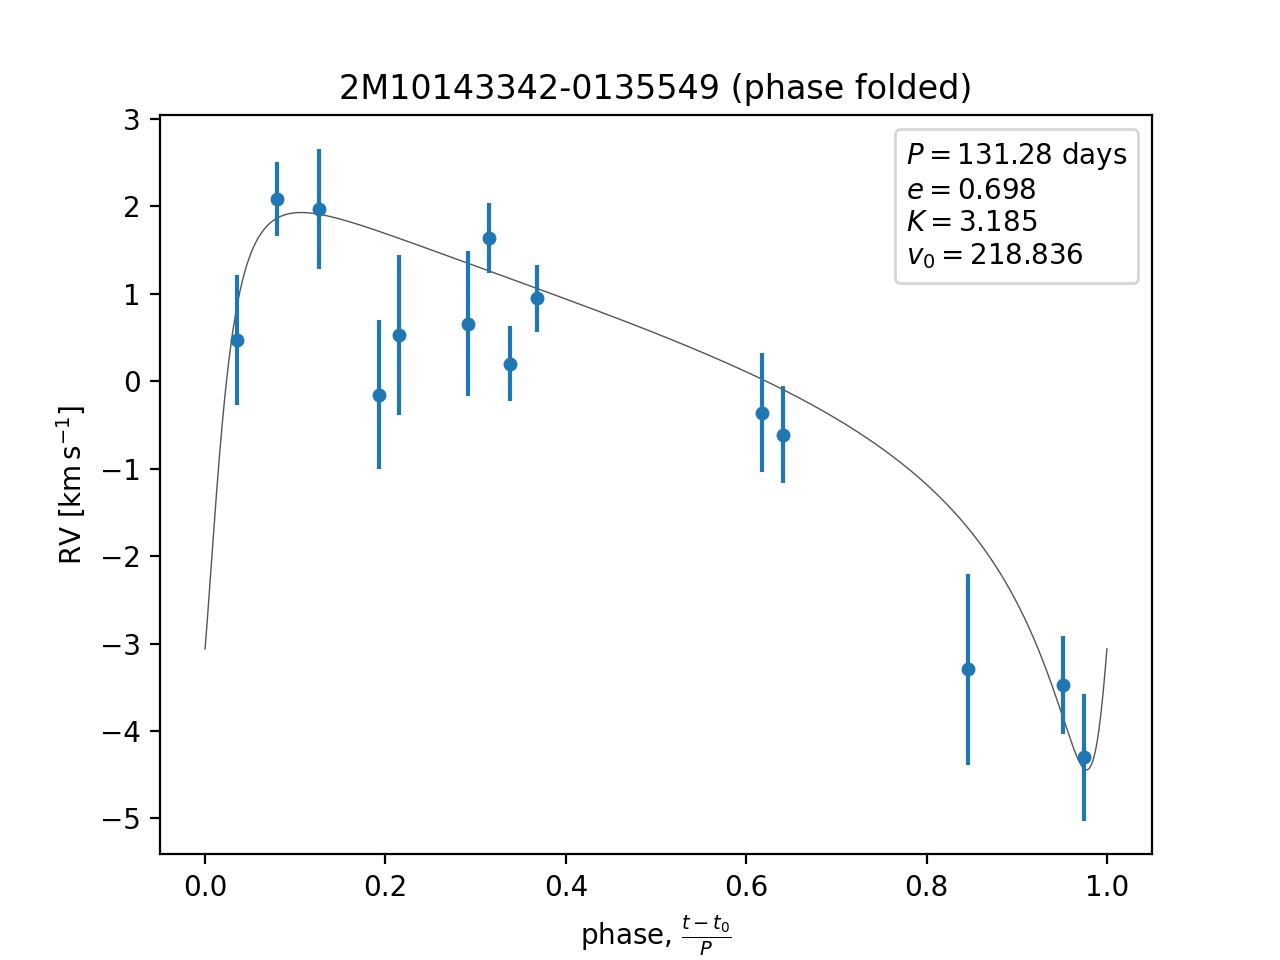 2M10143342-0135549 (phase folded)
P = 131.28 days
e = 0.698
K = 3.185
v₀ = 218.836
RV [km s⁻¹]
3
2
1
0
−1
−2
−3
−4
−5
0.0 0.2 0.4 0.6 0.8 1.0
phase, (t − t₀)/P